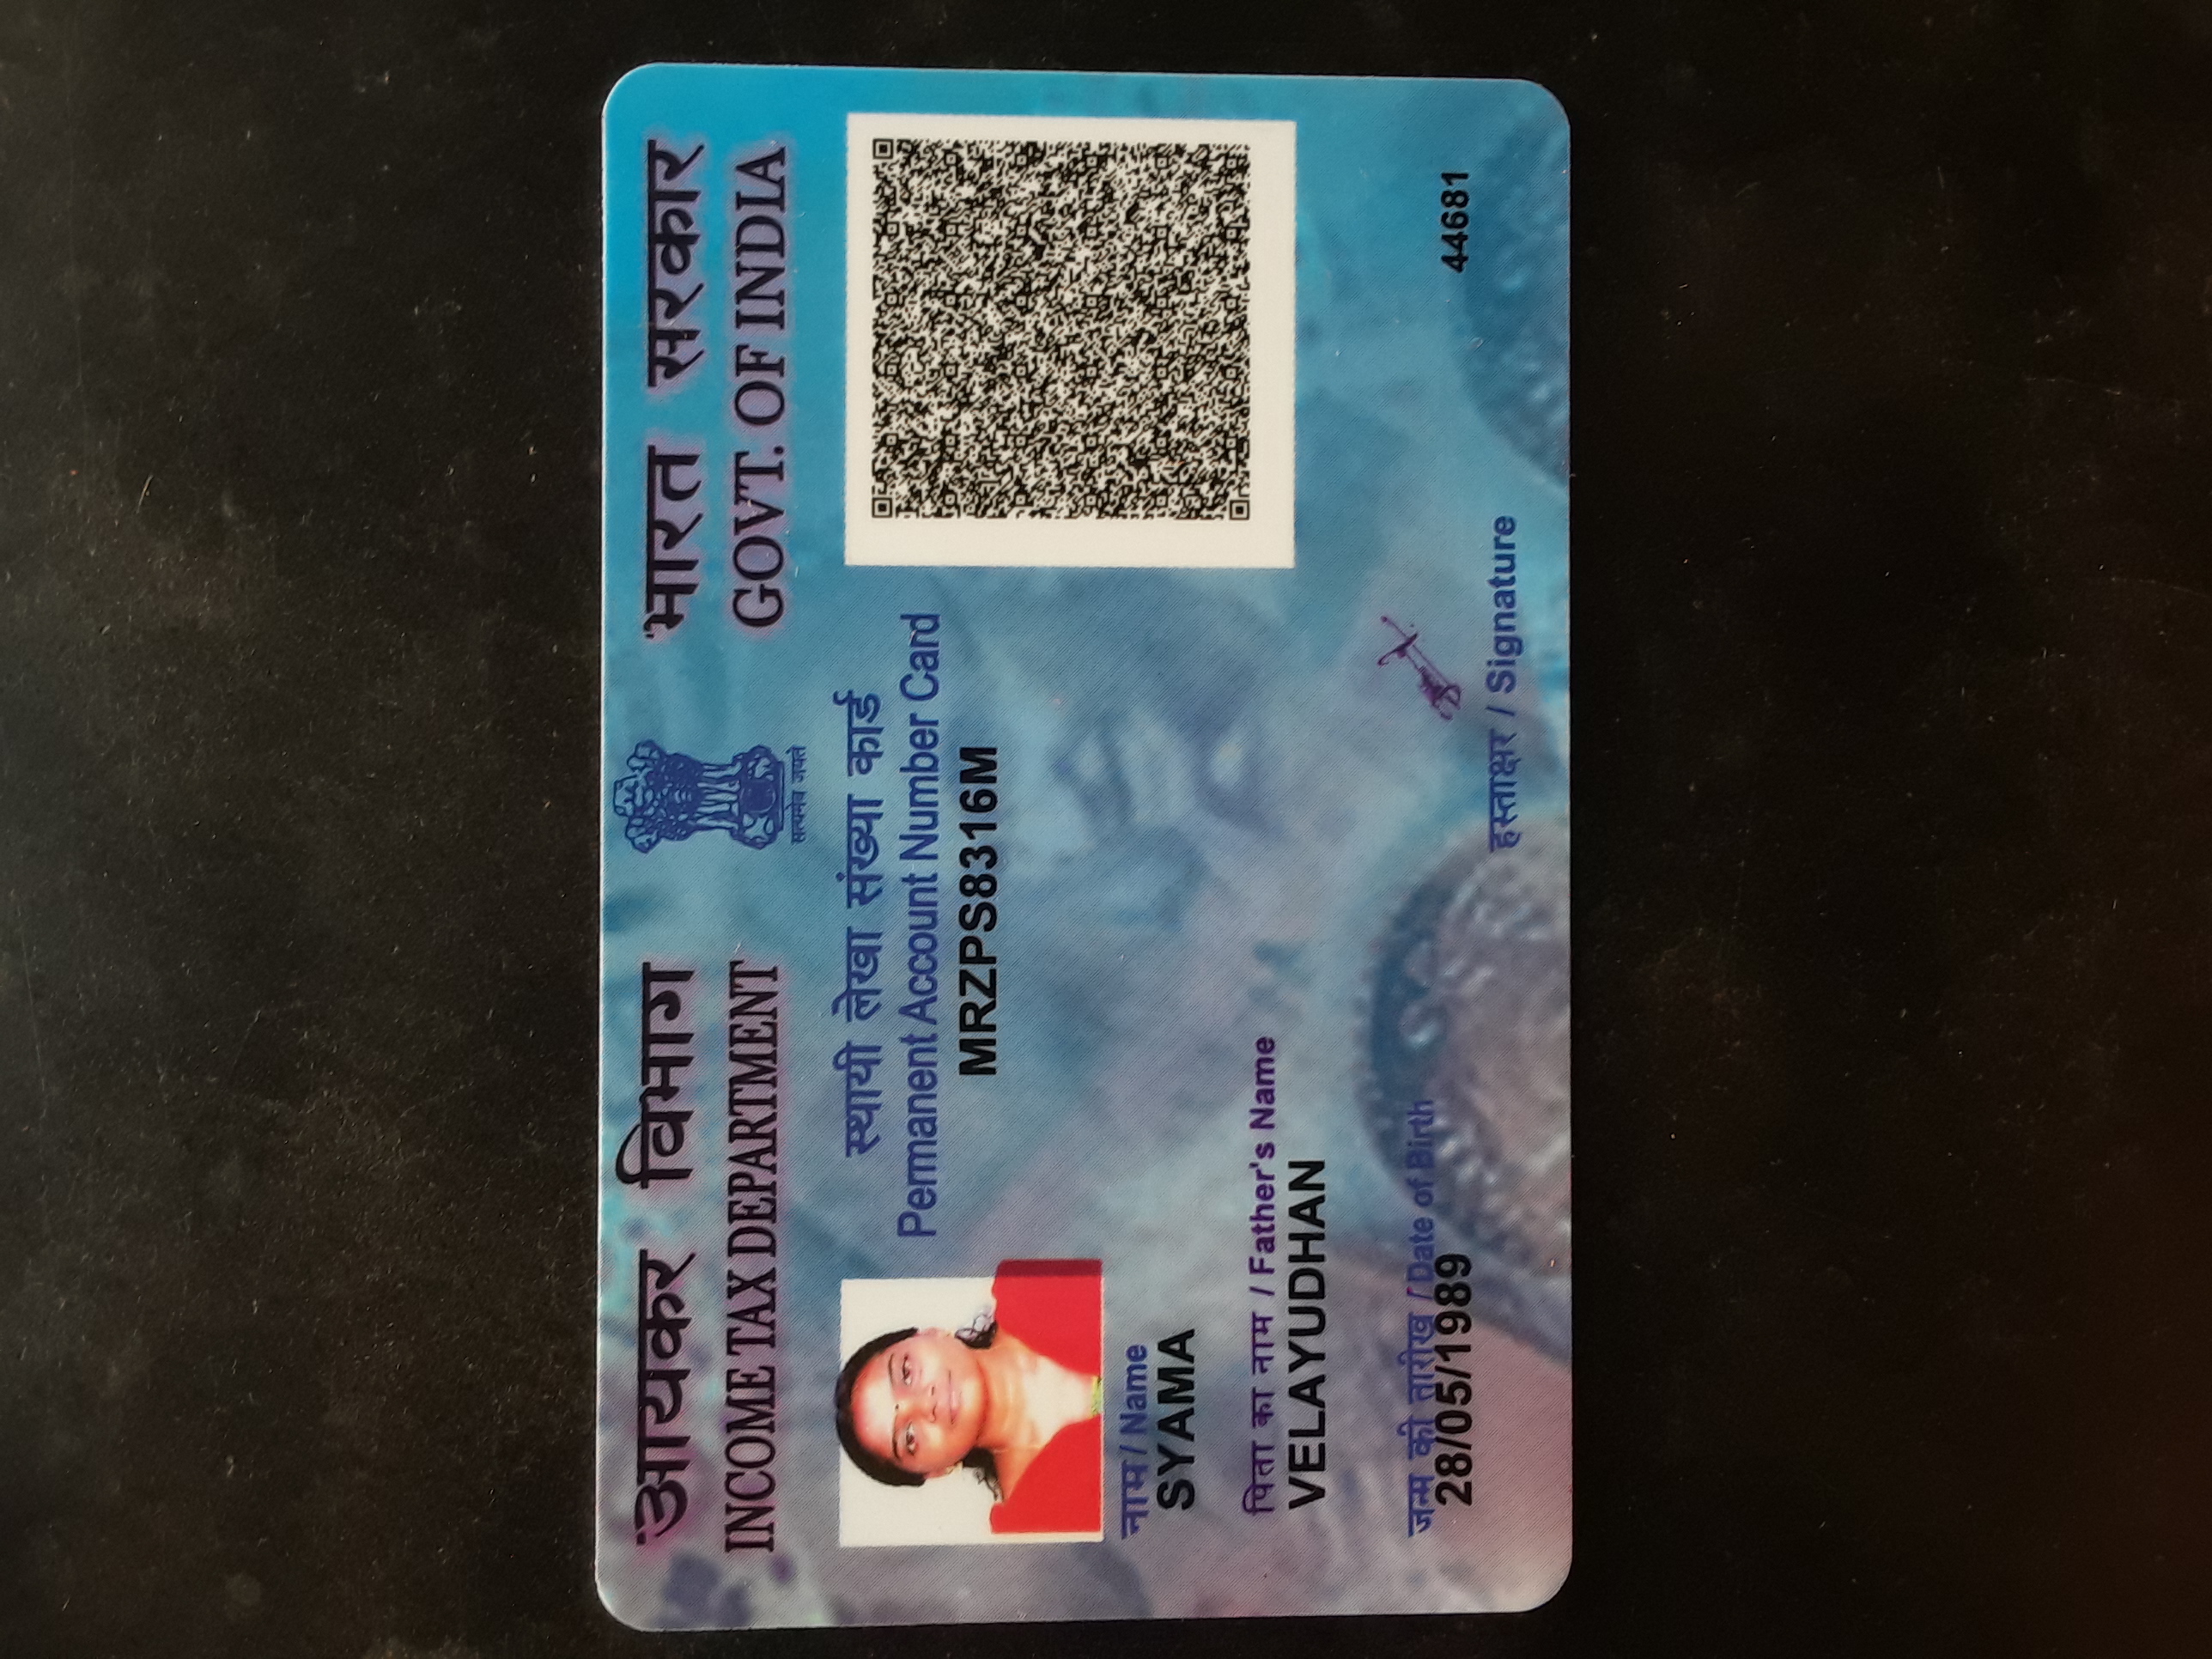 आयकर विभाग
INCOME TAX DEPARTMENT
सत्यमेव जयते
भारत सरकार
GOVT. OF INDIA
स्थायी लेखा संख्या कार्ड
Permanent Account Number Card
MRZPS8316M
नाम / Name
SYAMA
पिता का नाम / Father's Name
VELAYUDHAN
जन्म की तारीख / Date of Birth
28/05/1989
हस्ताक्षर / Signature
44681